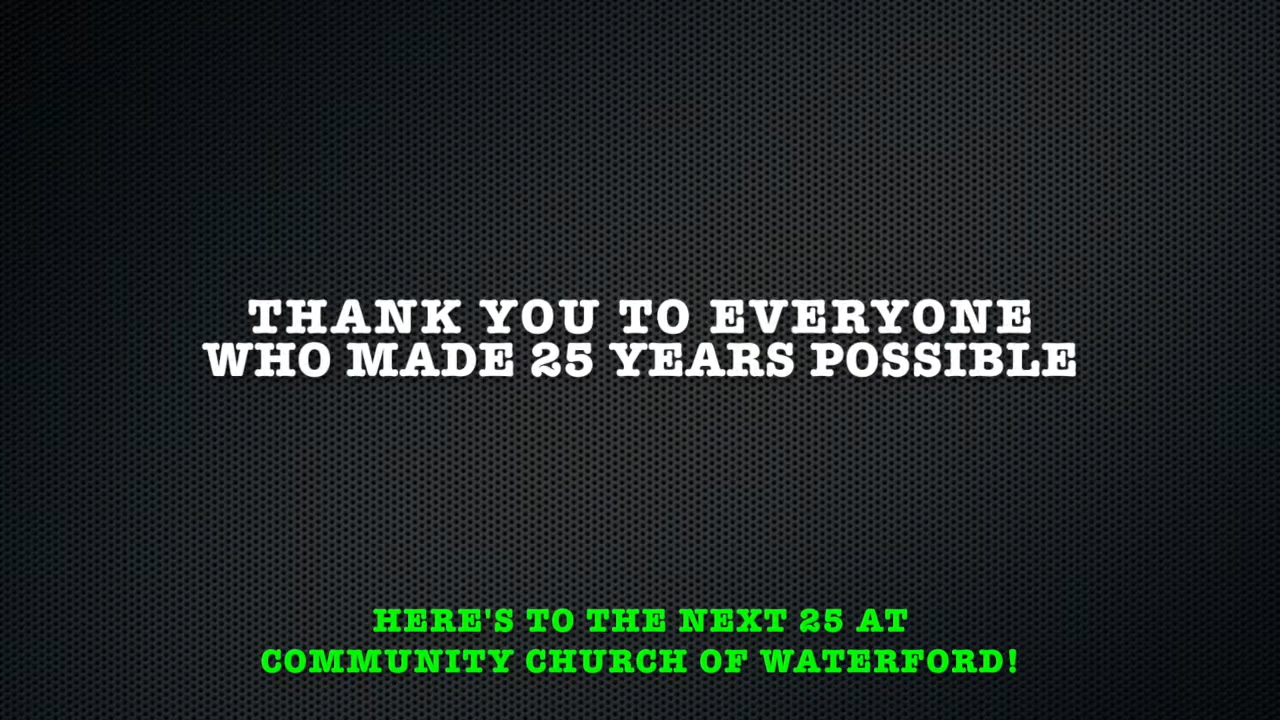 THANK YOU TO EVERYONE
WHO MADE 25 YEARS POSSIBLE
HERE'S TO THE NEXT 25 AT
COMMUNITY CHURCH OF WATERFORD!